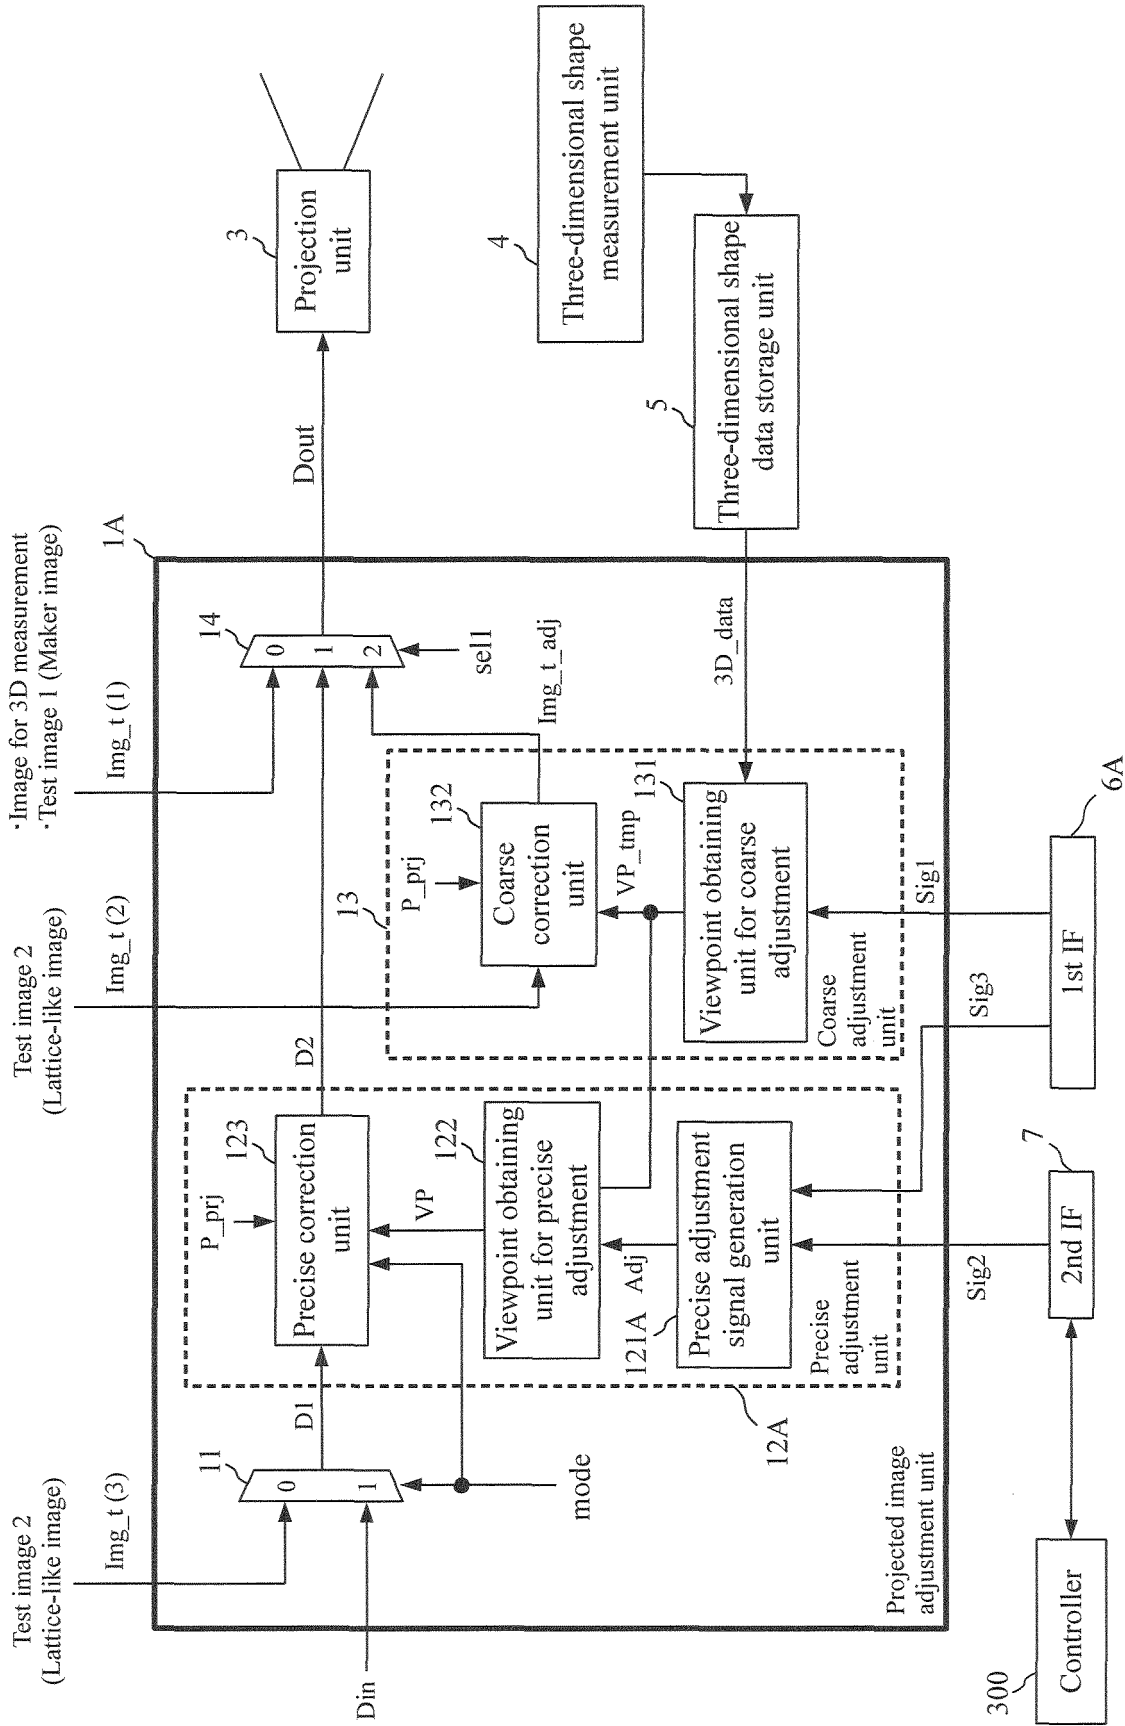 Test image 2
(Lattice-like image)
Img_t (3)
Test image 2
(Lattice-like image)
Img_t (2)
·Image for 3D measurement
·Test image 1 (Maker image)
Img_t (1)
1A
Din
11
0
1
mode
D1
P_prj
123
Precise correction
unit
VP
122
Viewpoint obtaining
unit for precise
adjustment
Adj
121A
Precise adjustment
signal generation
unit
Precise
adjustment
unit
12A
D2
13
P_prj
132
Coarse
correction
unit
VP_tmp
131
Viewpoint obtaining
unit for coarse
adjustment
Coarse
adjustment
unit
Img_t_adj
14
0
1
2
sel1
3D_data
Dout
3
Projection
unit
4
Three-dimensional shape
measurement unit
5
Three-dimensional shape
data storage unit
Projected image
adjustment unit
Sig2
Sig3
Sig1
300
Controller
7
2nd IF
6A
1st IF